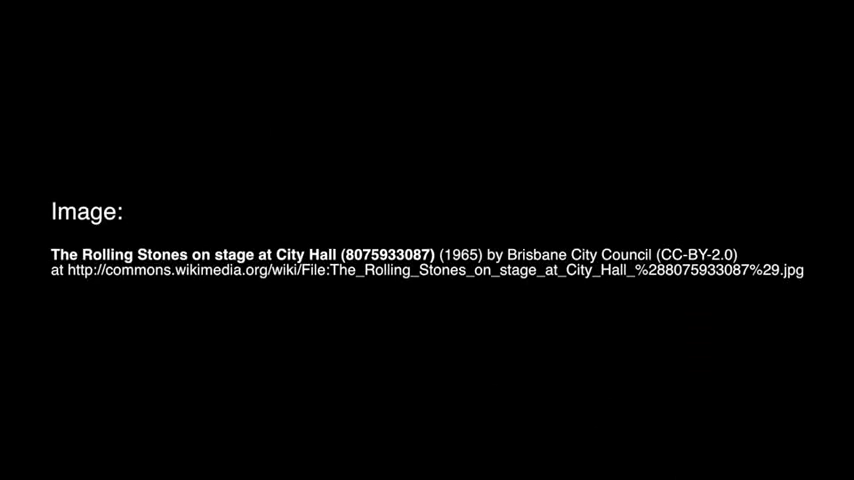 Image:
The Rolling Stones on stage at City Hall (8075933087) (1965) by Brisbane City Council (CC-BY-2.0)
at http://commons.wikimedia.org/wiki/File:The_Rolling_Stones_on_stage_at_City_Hall_%288075933087%29.jpg